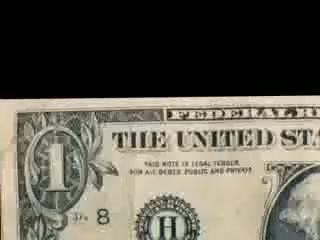 FEDERAL R
THE UNITED STA
THIS NOTE IS LEGAL TENDER
FOR ALL DEBTS, PUBLIC AND PRIVATE
1
8
H